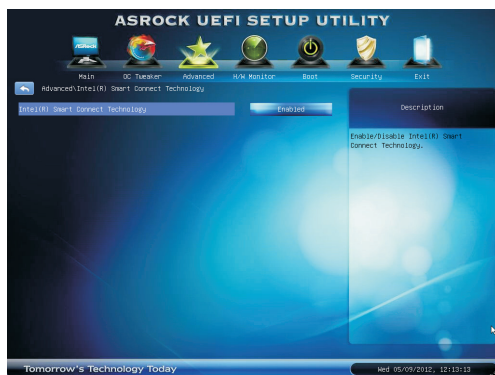 ASROCK UEFI SETUP UTILITY
ASRock
Main OC Tweaker Advanced H/W Monitor Boot Security Exit
Advanced\Intel(R) Smart Connect Technology
Intel(R) Smart Connect Technology Enabled
Description
Enable/Disable Intel(R) Smart
Connect Technology.
Tomorrow's Technology Today
Wed 05/09/2012, 12:13:13